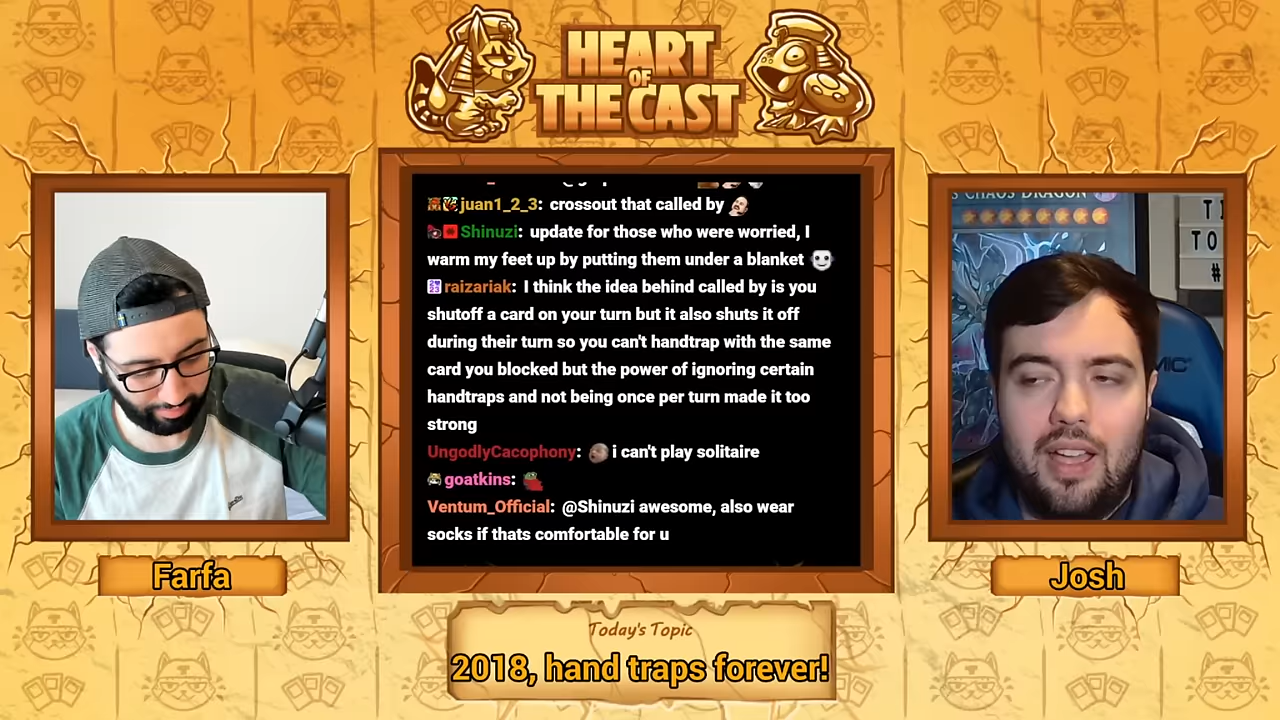 HEART
OF
THE CAST
S CHAOS DRAGON
juan1_2_3: crossout that called by
Shinuzi: update for those who were worried, I
warm my feet up by putting them under a blanket
raizariak: I think the idea behind called by is you
shutoff a card on your turn but it also shuts it off
during their turn so you can't handtrap with the same
card you blocked but the power of ignoring certain
handtraps and not being once per turn made it too
strong
UngodlyCacophony: i can't play solitaire
goatkins:
Ventum_Official: @Shinuzi awesome, also wear
socks if thats comfortable for u
Farfa
Josh
Today's Topic
2018, hand traps forever!